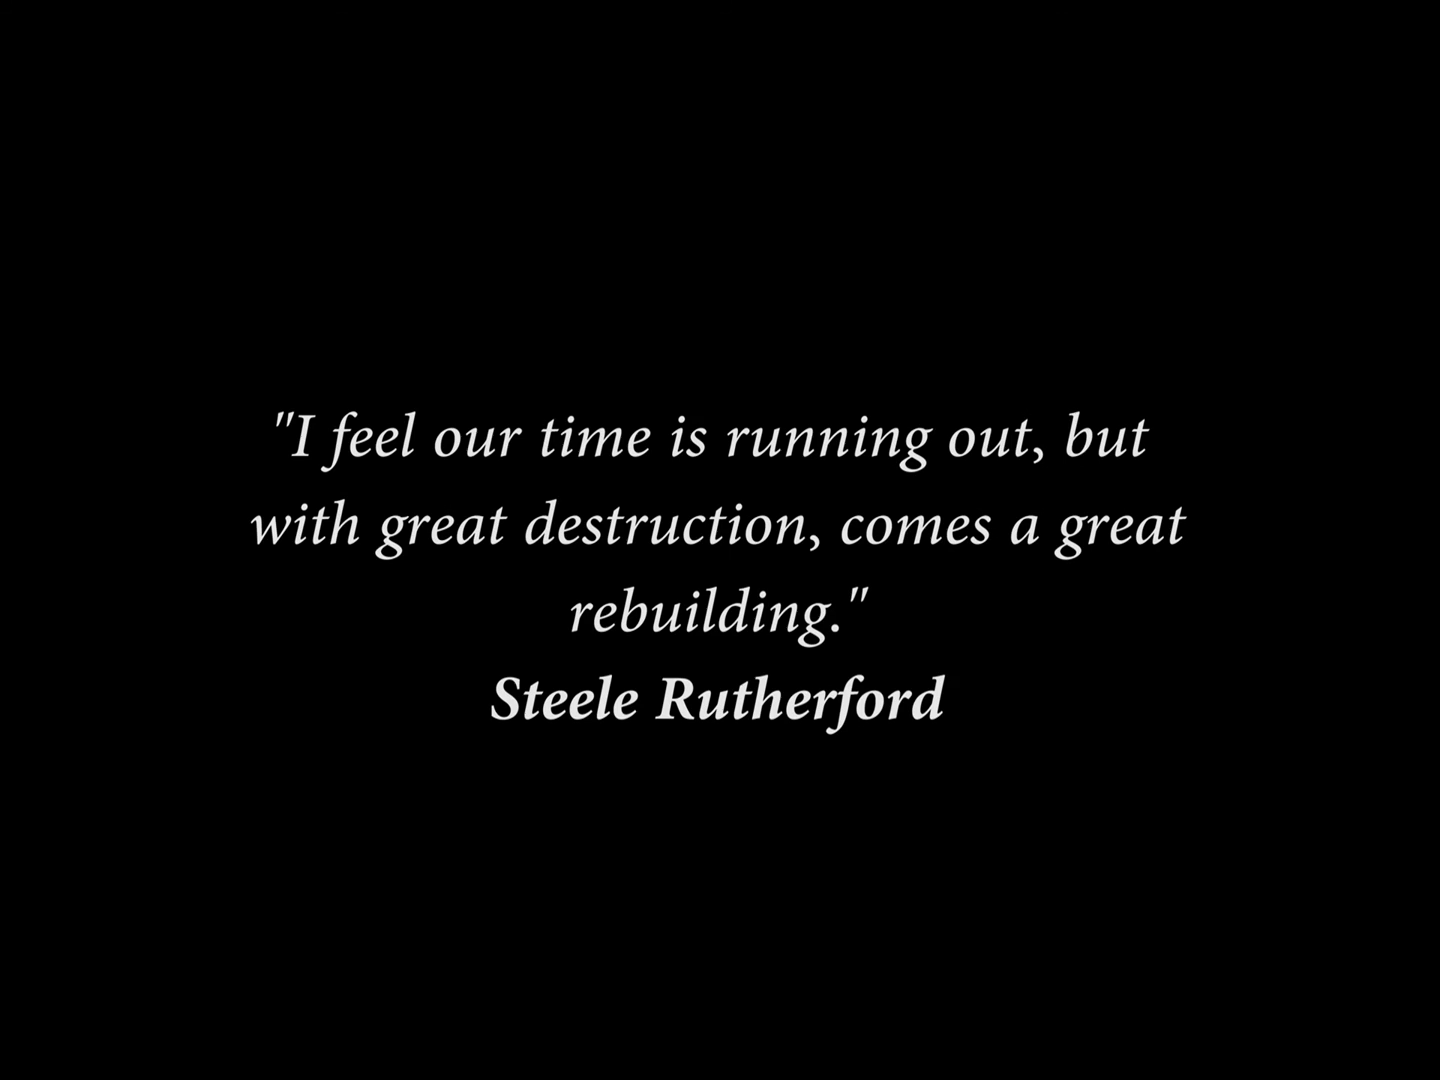 "I feel our time is running out, but
with great destruction, comes a great
rebuilding."
Steele Rutherford